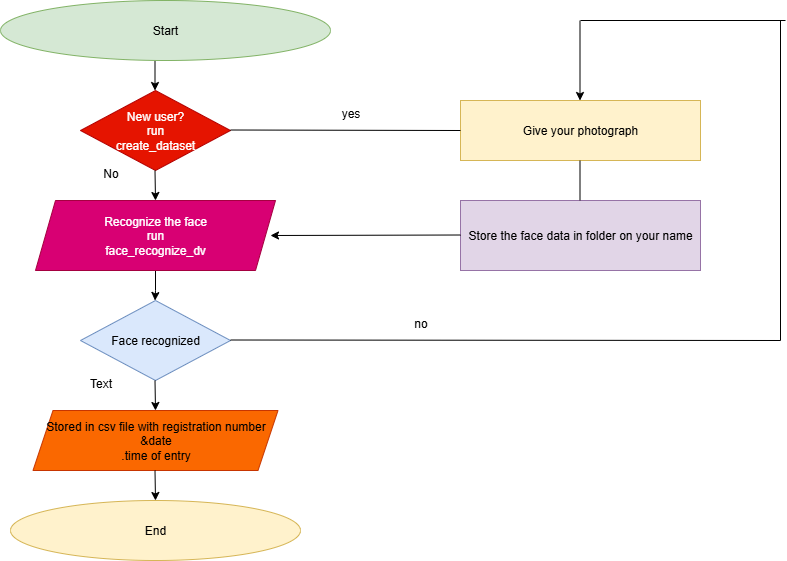 Start
New user?
run
create_dataset
yes
Give your photograph
No
Recognize the face
run
face_recognize_dv
Store the face data in folder on your name
Face recognized
no
Text
Stored in csv file with registration number
&date
.time of entry
End